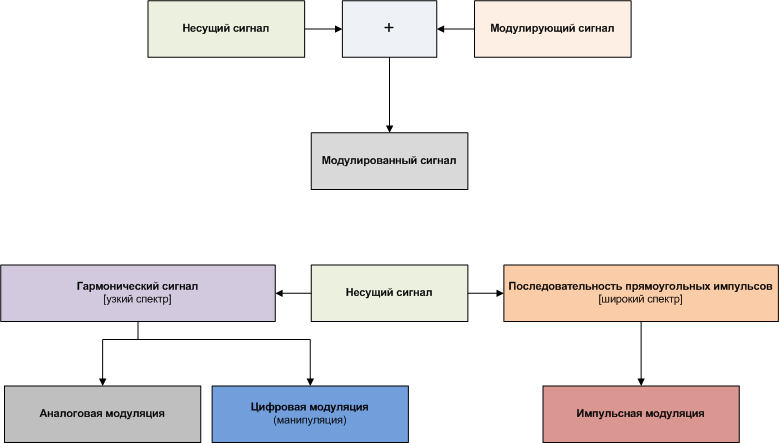 Несущий сигнал
+
Модулирующий сигнал
Модулированный сигнал
Гармонический сигнал
[узкий спектр]
Несущий сигнал
Последовательность прямоугольных импульсов
[широкий спектр]
Аналоговая модуляция
Цифровая модуляция
(манипуляция)
Импульсная модуляция